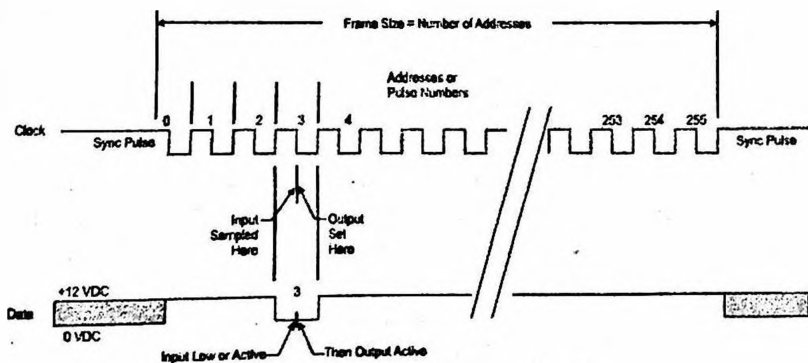 Frame Size = Number of Addresses
Addresses or
Pulse Numbers
0 1 2 3 4 253 254 255
Clock
Sync Pulse
Sync Pulse
Input
Sampled
Here
Output
Set
Here
+12 VDC
3
Data
0 VDC
Input Low or Active
Then Output Active